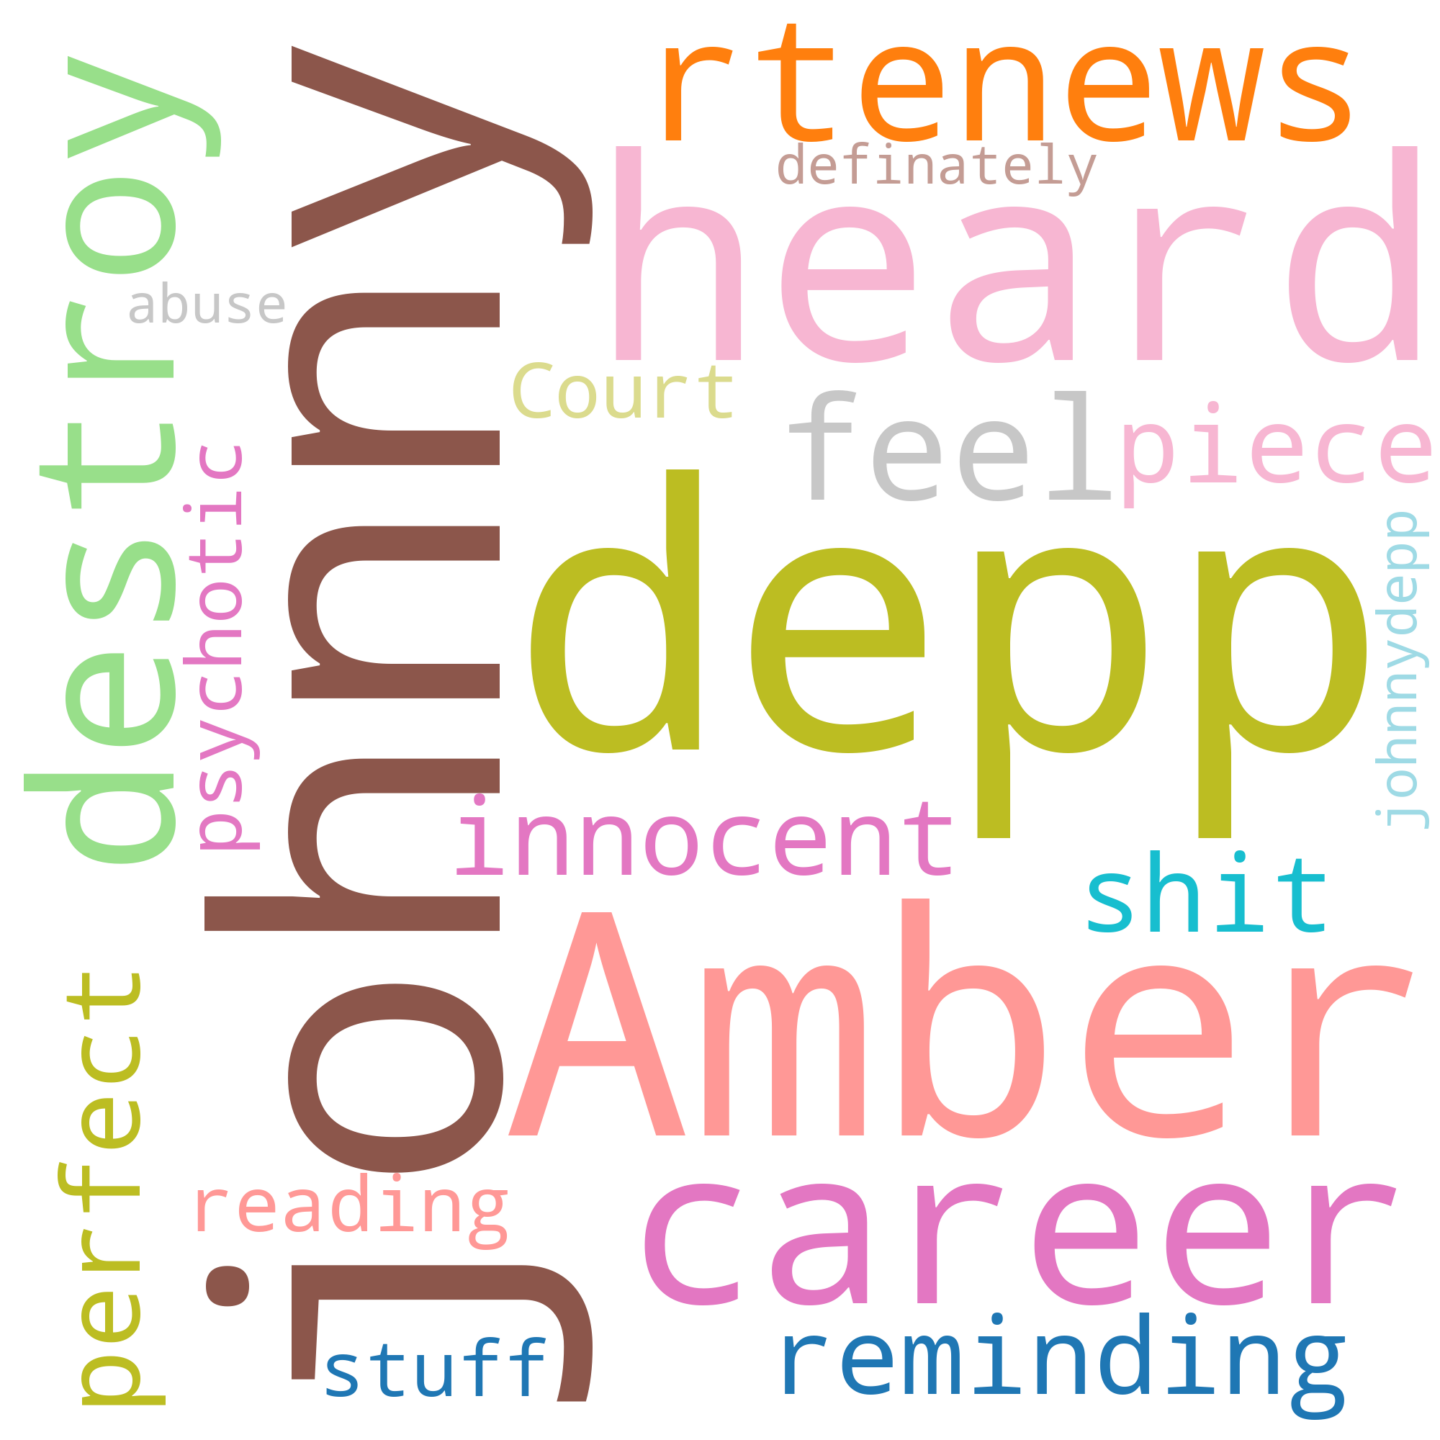 rtenews
definately
heard
destroy
johnny
abuse
Court
feel
piece
psychotic
depp
johnnydepp
innocent
shit
Amber
perfect
reading
career
stuff
reminding